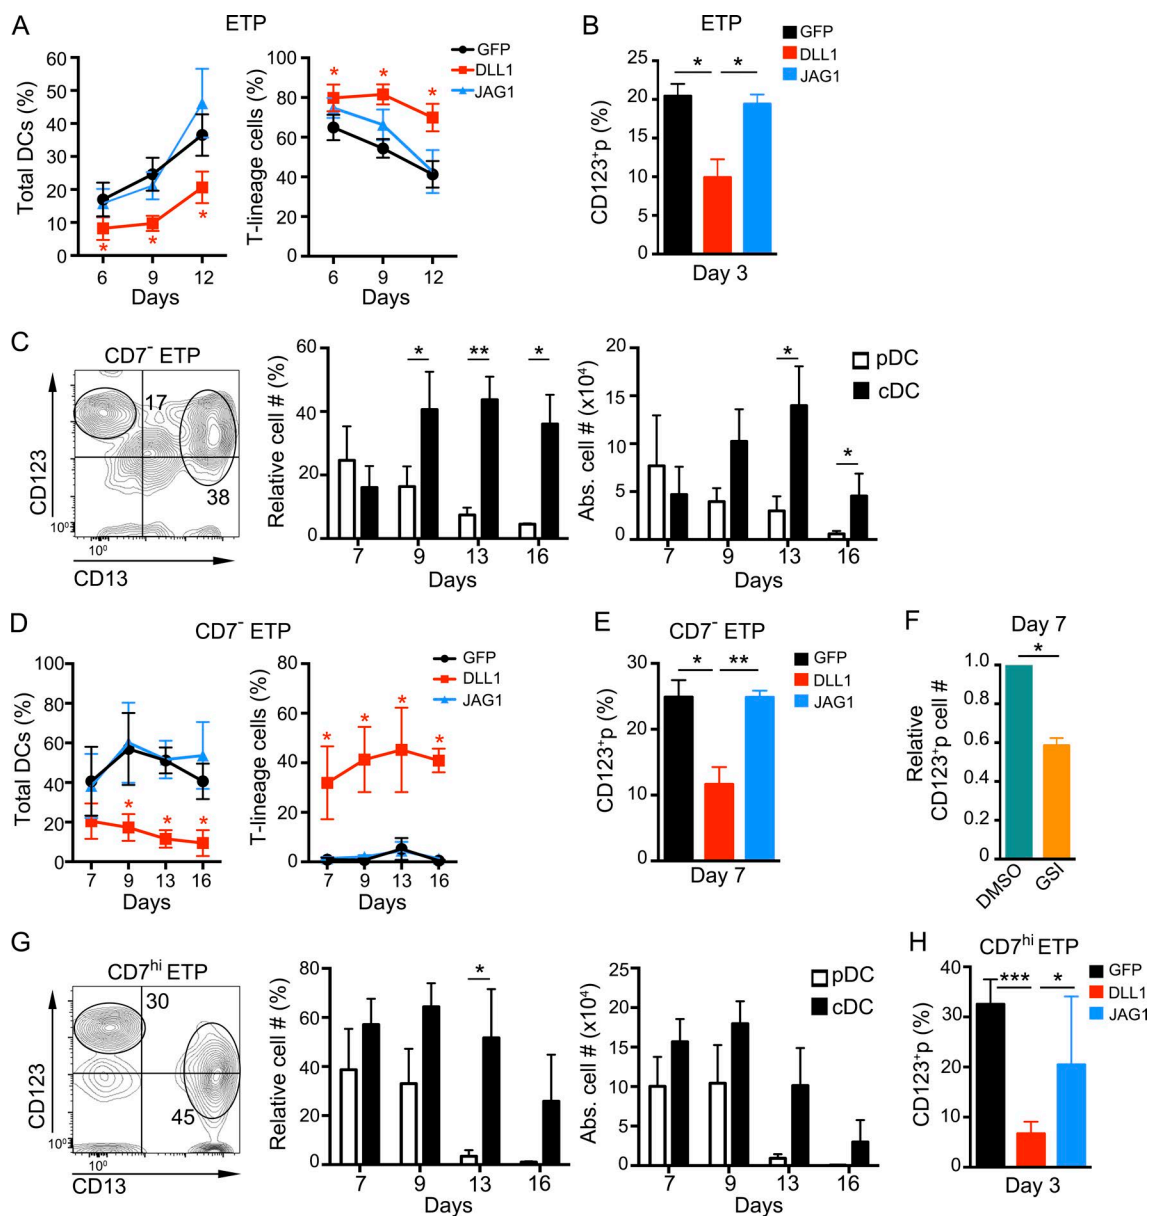 A
ETP
Total DCs (%)
60
50
40
30
20
10
0
6
9
12
Days
*
*
*
T-lineage cells (%)
100
80
60
40
20
0
6
9
12
Days
*
*
*
GFP
DLL1
JAG1
B
ETP
CD123⁺p (%)
25
20
15
10
5
0
*
*
Day 3
GFP
DLL1
JAG1
C
CD7⁻ ETP
CD123
17
38
10³
10⁰
CD13
Relative cell # (%)
60
40
20
0
*
**
*
7
9
13
16
Days
Abs. cell # (x10⁴)
20
15
10
5
0
*
*
7
9
13
16
Days
pDC
cDC
D
CD7⁻ ETP
Total DCs (%)
100
80
60
40
20
0
*
*
*
7
9
13
16
Days
T-lineage cells (%)
80
60
40
20
0
*
*
*
*
7
9
13
16
Days
GFP
DLL1
JAG1
E
CD7⁻ ETP
CD123⁺p (%)
30
20
10
0
*
**
Day 7
GFP
DLL1
JAG1
F
Day 7
*
Relative
CD123⁺p cell #
1.0
0.8
0.6
0.4
0.2
0
DMSO
GSI
G
CD7ʰⁱ ETP
CD123
30
45
10³
10⁰
CD13
Relative cell # (%)
80
60
40
20
0
*
7
9
13
16
Days
Abs. cell # (x10⁴)
25
20
15
10
5
0
7
9
13
16
Days
pDC
cDC
H
CD7ʰⁱ ETP
CD123⁺p (%)
40
30
20
10
0
***
*
Day 3
GFP
DLL1
JAG1